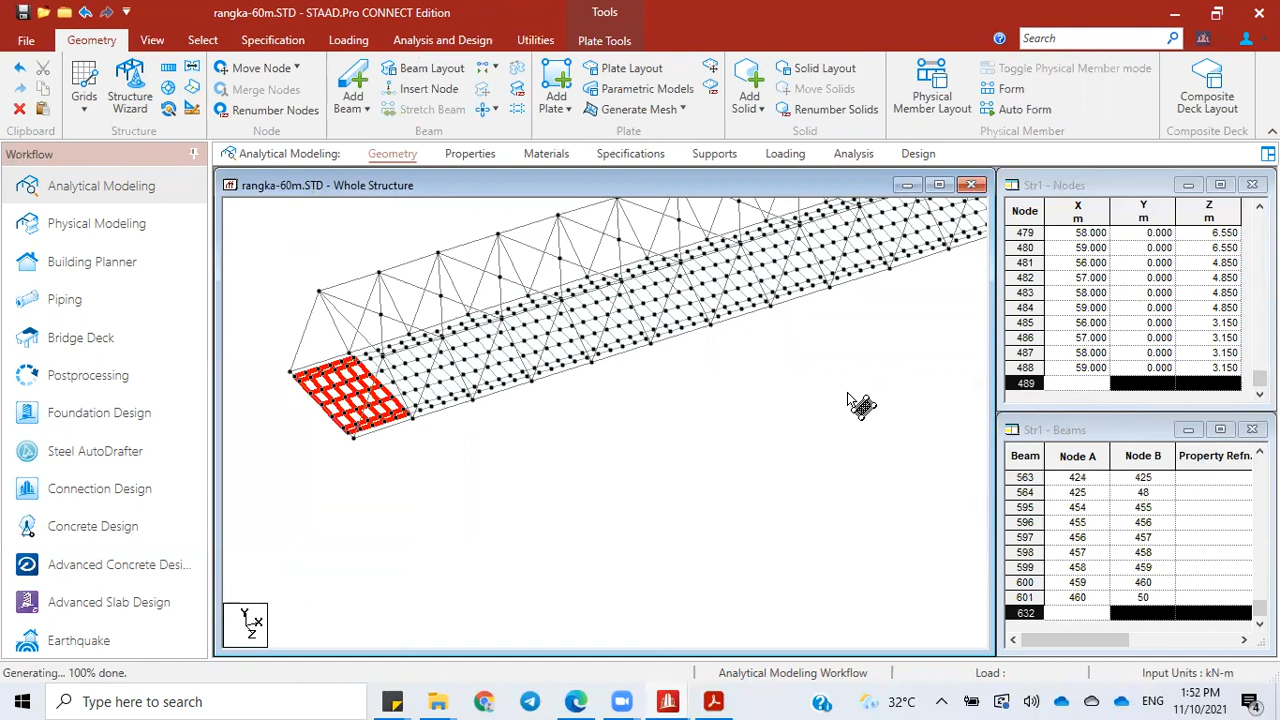 rangka-60m.STD - STAAD.Pro CONNECT Edition
Tools
File
Geometry
View
Select
Specification
Loading
Analysis and Design
Utilities
Plate Tools
Search
Grids
Structure Wizard
Move Node
Merge Nodes
Renumber Nodes
Add Beam
Beam Layout
Insert Node
Stretch Beam
Add Plate
Plate Layout
Parametric Models
Generate Mesh
Add Solid
Solid Layout
Move Solids
Renumber Solids
Physical Member Layout
Toggle Physical Member mode
Form
Auto Form
Composite Deck Layout
Clipboard
Structure
Node
Beam
Plate
Solid
Physical Member
Composite Deck
Workflow
Analytical Modeling:
Geometry
Properties
Materials
Specifications
Supports
Loading
Analysis
Design
Analytical Modeling
Physical Modeling
Building Planner
Piping
Bridge Deck
Postprocessing
Foundation Design
Steel AutoDrafter
Connection Design
Concrete Design
Advanced Concrete Desi...
Advanced Slab Design
Earthquake
rangka-60m.STD - Whole Structure
Y
X
Z
Str1 - Nodes
Node X m Y m Z m
479 58.000 0.000 6.550
480 59.000 0.000 6.550
481 56.000 0.000 4.850
482 57.000 0.000 4.850
483 58.000 0.000 4.850
484 59.000 0.000 4.850
485 56.000 0.000 3.150
486 57.000 0.000 3.150
487 58.000 0.000 3.150
488 59.000 0.000 3.150
489
Str1 - Beams
Beam Node A Node B Property Refn.
563 424 425
564 425 48
595 454 455
596 455 456
597 456 457
598 457 458
599 458 459
600 459 460
601 460 50
632
Generating... 100% done.
Analytical Modeling Workflow
Load :
Input Units : kN-m
Type here to search
32°C
ENG
1:52 PM
11/10/2021
4